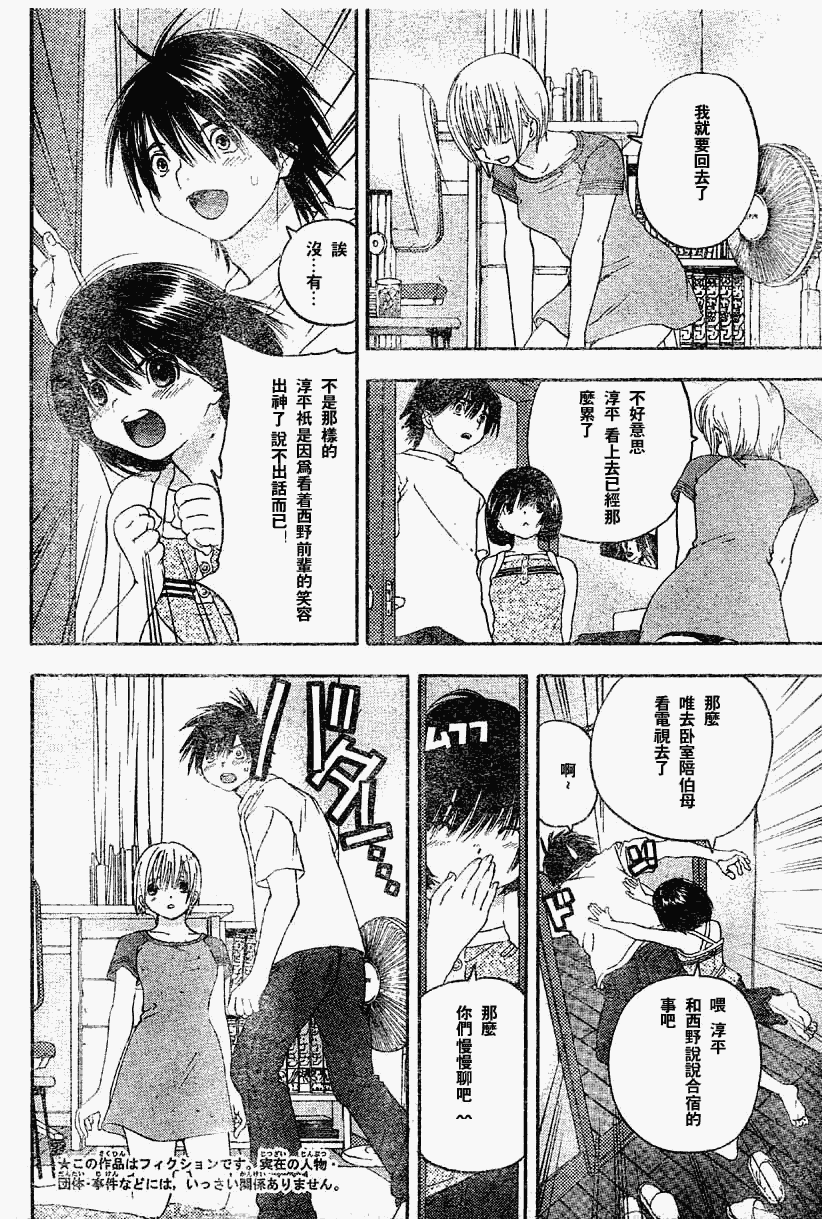 我就要回去了
不好意思
淳平 看上去已經那
麼累了
誒
沒…有…
不是那樣的
淳平衹是因爲看着西野前輩的笑容
出神了 說不出話而已！
那麼
唯去卧室陪伯母
看電視去了
啊~
ドドド
喂 淳平
和西野說說合宿的
事吧
ムフフ
那麼
你們慢慢聊吧 ^^
バタン…
★この作品はフィクションです。実在の人物・
団体・事件などには、いっさい関係ありません。